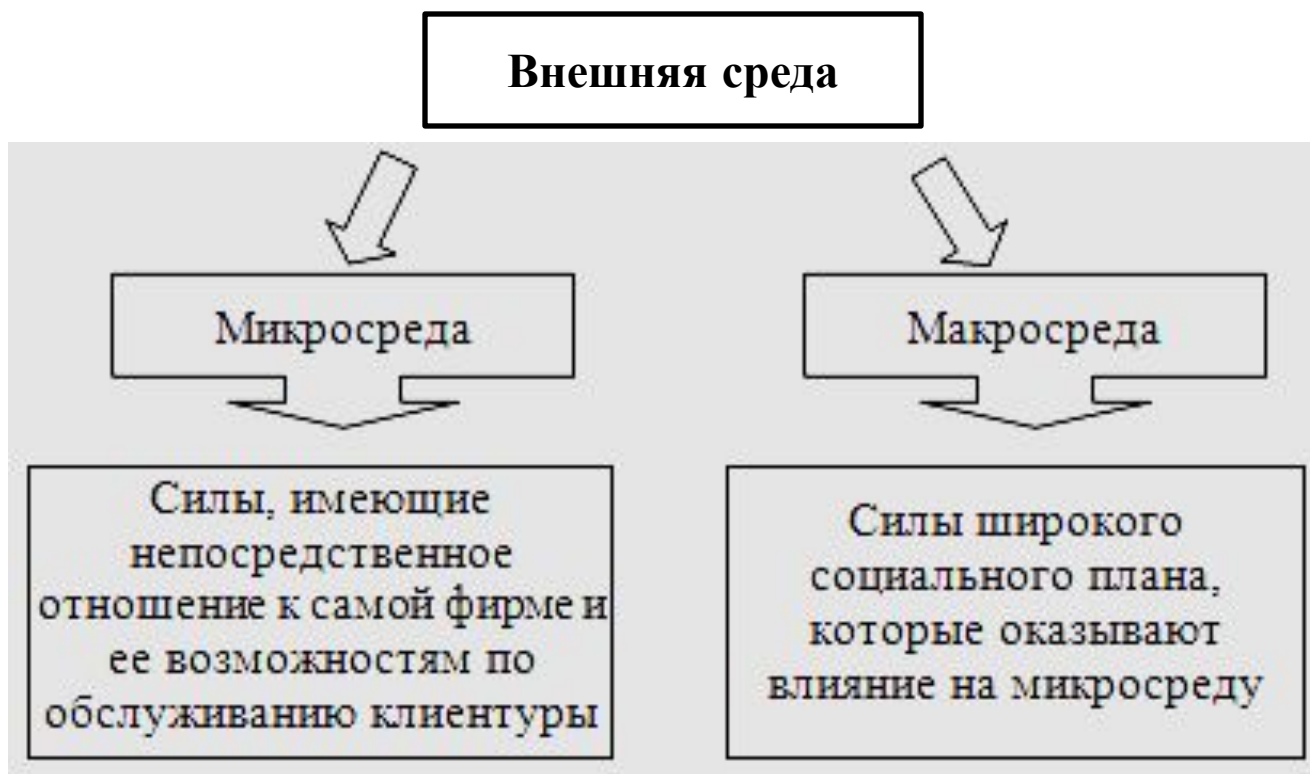 Внешняя среда
Микросреда
Макросреда
Силы, имеющие
непосредственное
отношение к самой фирме и
ее возможностям по
обслуживанию клиентуры
Силы широкого
социального плана,
которые оказывают
влияние на микросреду